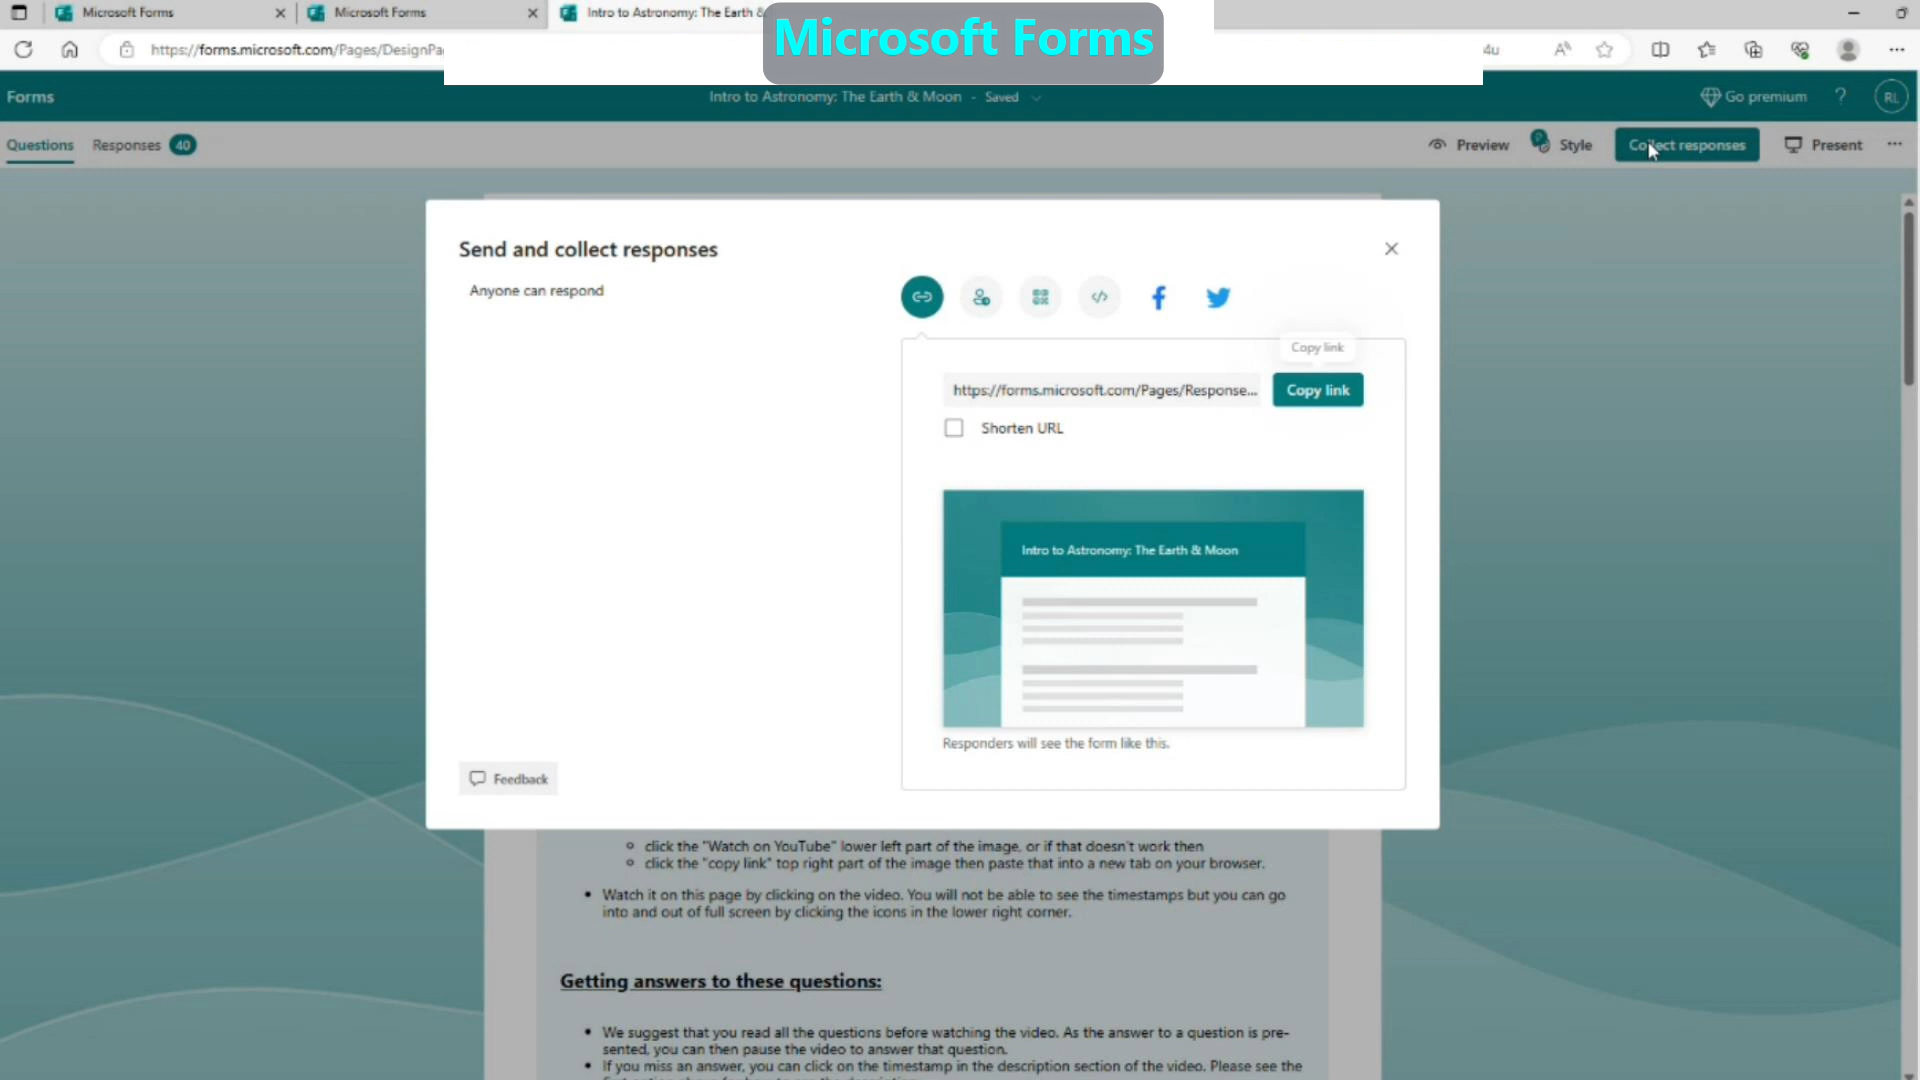 Microsoft Forms
Microsoft Forms
Intro to Astronomy: The Earth &
Microsoft Forms
https://forms.microsoft.com/Pages/DesignPa
4u
Forms
Intro to Astronomy: The Earth & Moon - Saved
Go premium
?
RL
Questions
Responses 40
Preview
Style
Collect responses
Present
Send and collect responses
Anyone can respond
Copy link
https://forms.microsoft.com/Pages/Response...
Copy link
Shorten URL
Intro to Astronomy: The Earth & Moon
Responders will see the form like this.
Feedback
click the "Watch on YouTube" lower left part of the image, or if that doesn't work then
click the "copy link" top right part of the image then paste that into a new tab on your browser.
Watch it on this page by clicking on the video. You will not be able to see the timestamps but you can go
into and out of full screen by clicking the icons in the lower right corner.
Getting answers to these questions:
We suggest that you read all the questions before watching the video. As the answer to a question is pre-
sented, you can then pause the video to answer that question.
If you miss an answer, you can click on the timestamp in the description section of the video. Please see the